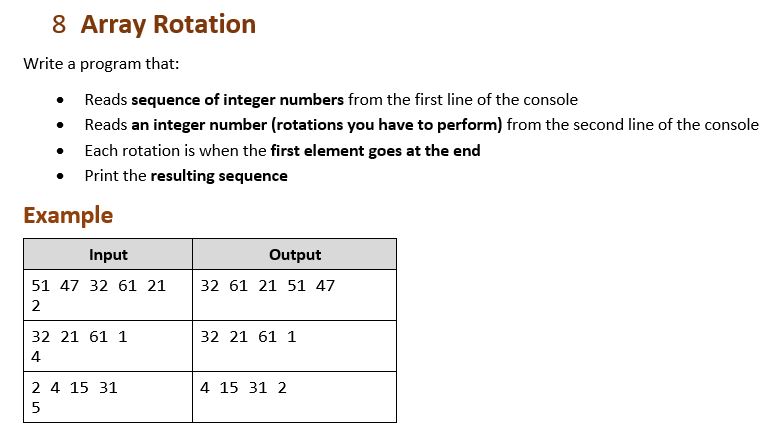 8 Array Rotation
Write a program that:
• Reads sequence of integer numbers from the first line of the console
• Reads an integer number (rotations you have to perform) from the second line of the console
• Each rotation is when the first element goes at the end
• Print the resulting sequence
Example
Input Output
51 47 32 61 21 32 61 21 51 47
2
32 21 61 1 32 21 61 1
4
2 4 15 31 4 15 31 2
5